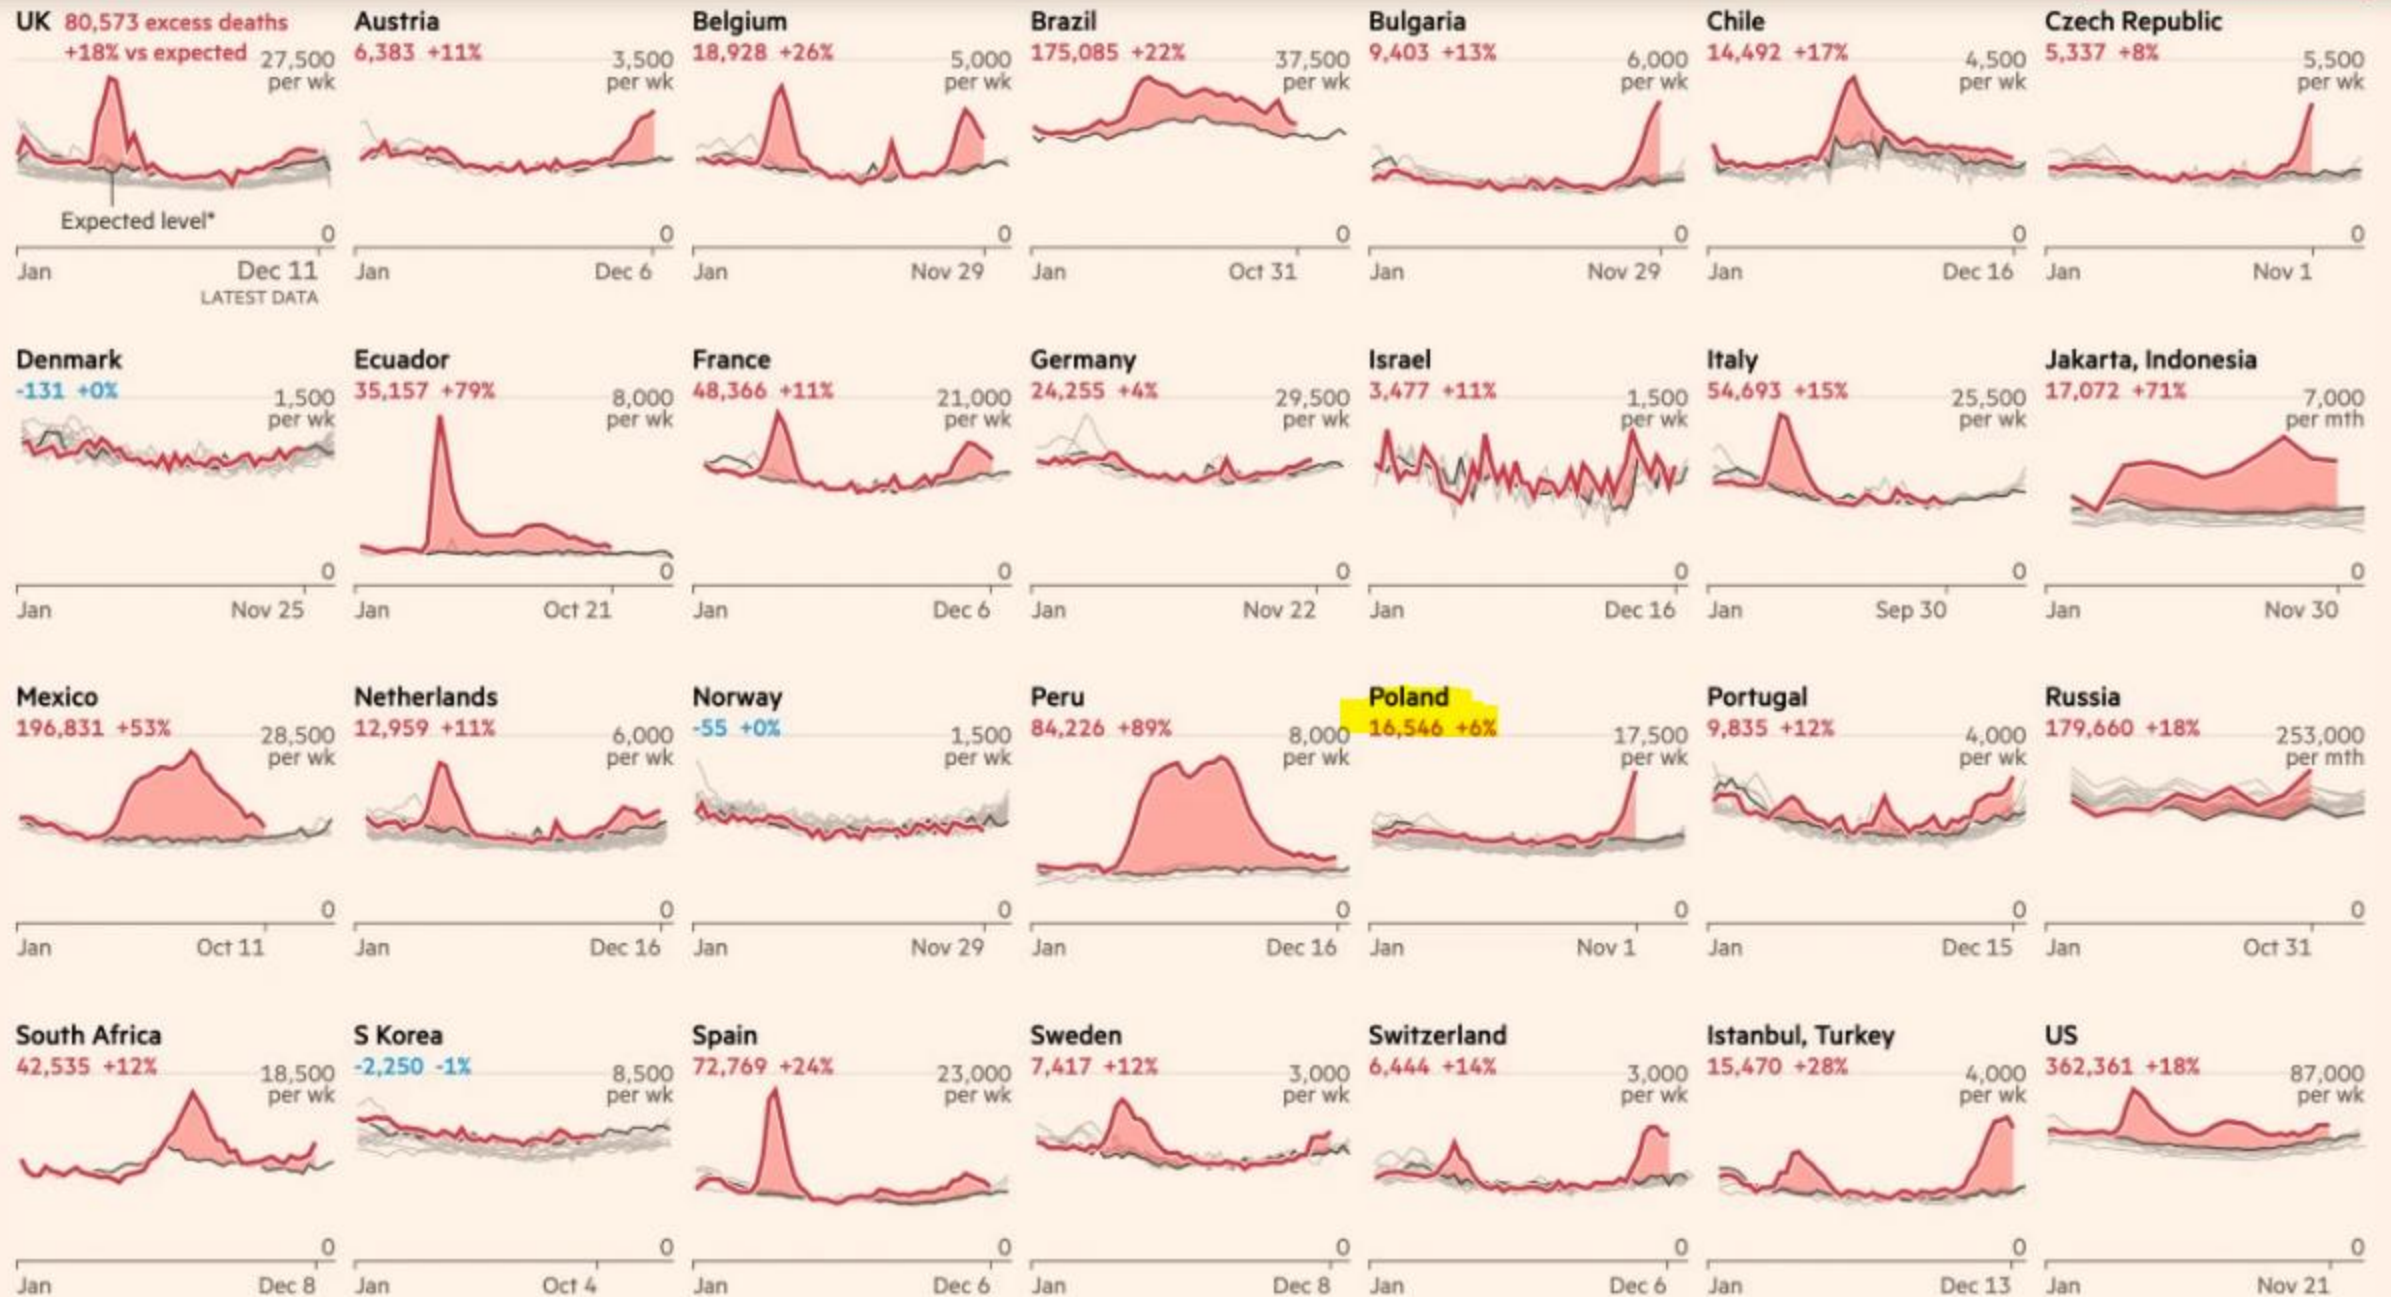 UK 80,573 excess deaths
+18% vs expected
27,500
per wk
Expected level*
0
Jan Dec 11
LATEST DATA
Austria
6,383 +11%
3,500
per wk
0
Jan Dec 6
Belgium
18,928 +26%
5,000
per wk
0
Jan Nov 29
Brazil
175,085 +22%
37,500
per wk
0
Jan Oct 31
Bulgaria
9,403 +13%
6,000
per wk
0
Jan Nov 29
Chile
14,492 +17%
4,500
per wk
0
Jan Dec 16
Czech Republic
5,337 +8%
5,500
per wk
0
Jan Nov 1
Denmark
-131 +0%
1,500
per wk
0
Jan Nov 25
Ecuador
35,157 +79%
8,000
per wk
0
Jan Oct 21
France
48,366 +11%
21,000
per wk
0
Jan Dec 6
Germany
24,255 +4%
29,500
per wk
0
Jan Nov 22
Israel
3,477 +11%
1,500
per wk
0
Jan Dec 16
Italy
54,693 +15%
25,500
per wk
0
Jan Sep 30
Jakarta, Indonesia
17,072 +71%
7,000
per mth
0
Jan Nov 30
Mexico
196,831 +53%
28,500
per wk
0
Jan Oct 11
Netherlands
12,959 +11%
6,000
per wk
0
Jan Dec 16
Norway
-55 +0%
1,500
per wk
0
Jan Nov 29
Peru
84,226 +89%
8,000
per wk
0
Jan Dec 16
Poland
16,546 +6%
17,500
per wk
0
Jan Nov 1
Portugal
9,835 +12%
4,000
per wk
0
Jan Dec 15
Russia
179,660 +18%
253,000
per mth
0
Jan Oct 31
South Africa
42,535 +12%
18,500
per wk
0
Jan Dec 8
S Korea
-2,250 -1%
8,500
per wk
0
Jan Oct 4
Spain
72,769 +24%
23,000
per wk
0
Jan Dec 6
Sweden
7,417 +12%
3,000
per wk
0
Jan Dec 8
Switzerland
6,444 +14%
3,000
per wk
0
Jan Dec 6
Istanbul, Turkey
15,470 +28%
4,000
per wk
0
Jan Dec 13
US
362,361 +18%
87,000
per wk
0
Jan Nov 21